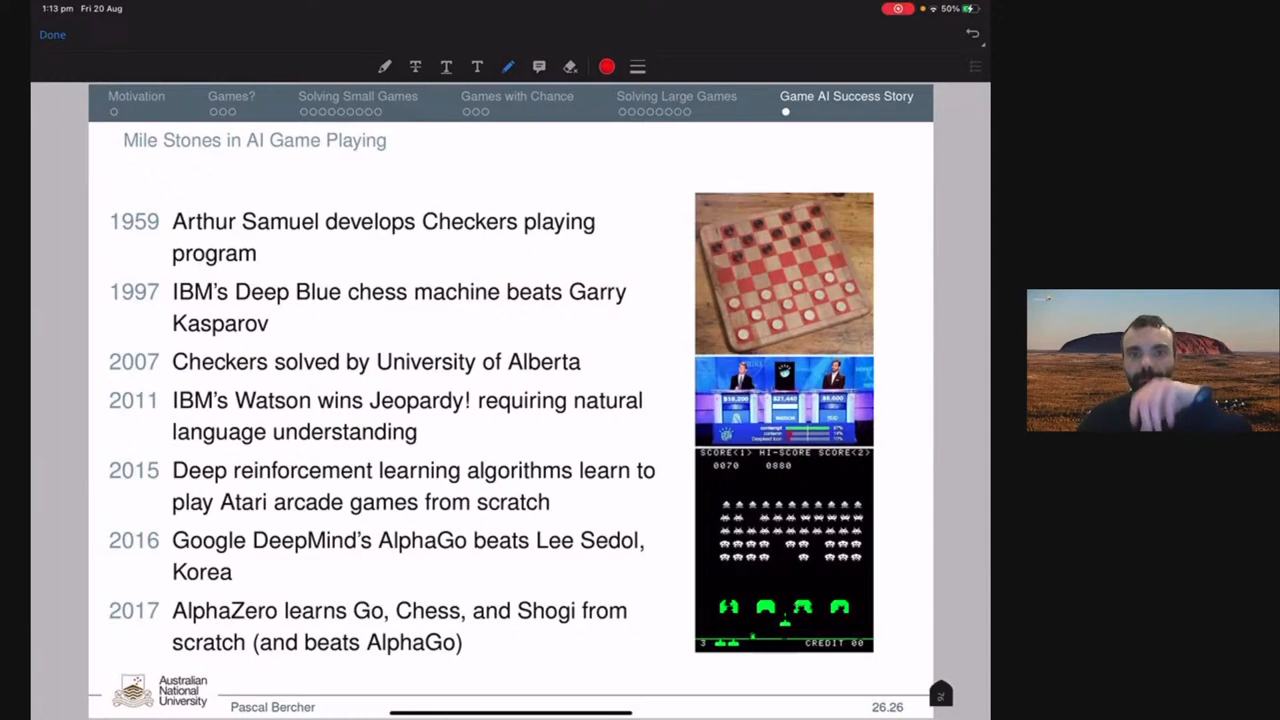 1:13 pm Fri 20 Aug
50%
Done
Motivation Games? Solving Small Games Games with Chance Solving Large Games Game AI Success Story
Mile Stones in AI Game Playing
1959 Arthur Samuel develops Checkers playing
program
1997 IBM's Deep Blue chess machine beats Garry
Kasparov
2007 Checkers solved by University of Alberta
2011 IBM's Watson wins Jeopardy! requiring natural
language understanding
2015 Deep reinforcement learning algorithms learn to
play Atari arcade games from scratch
2016 Google DeepMind's AlphaGo beats Lee Sedol,
Korea
2017 AlphaZero learns Go, Chess, and Shogi from
scratch (and beats AlphaGo)
SCORE<1> HI-SCORE SCORE<2>
0070 0880
3 CREDIT 00
Australian
National
University
Pascal Bercher
26.26
76